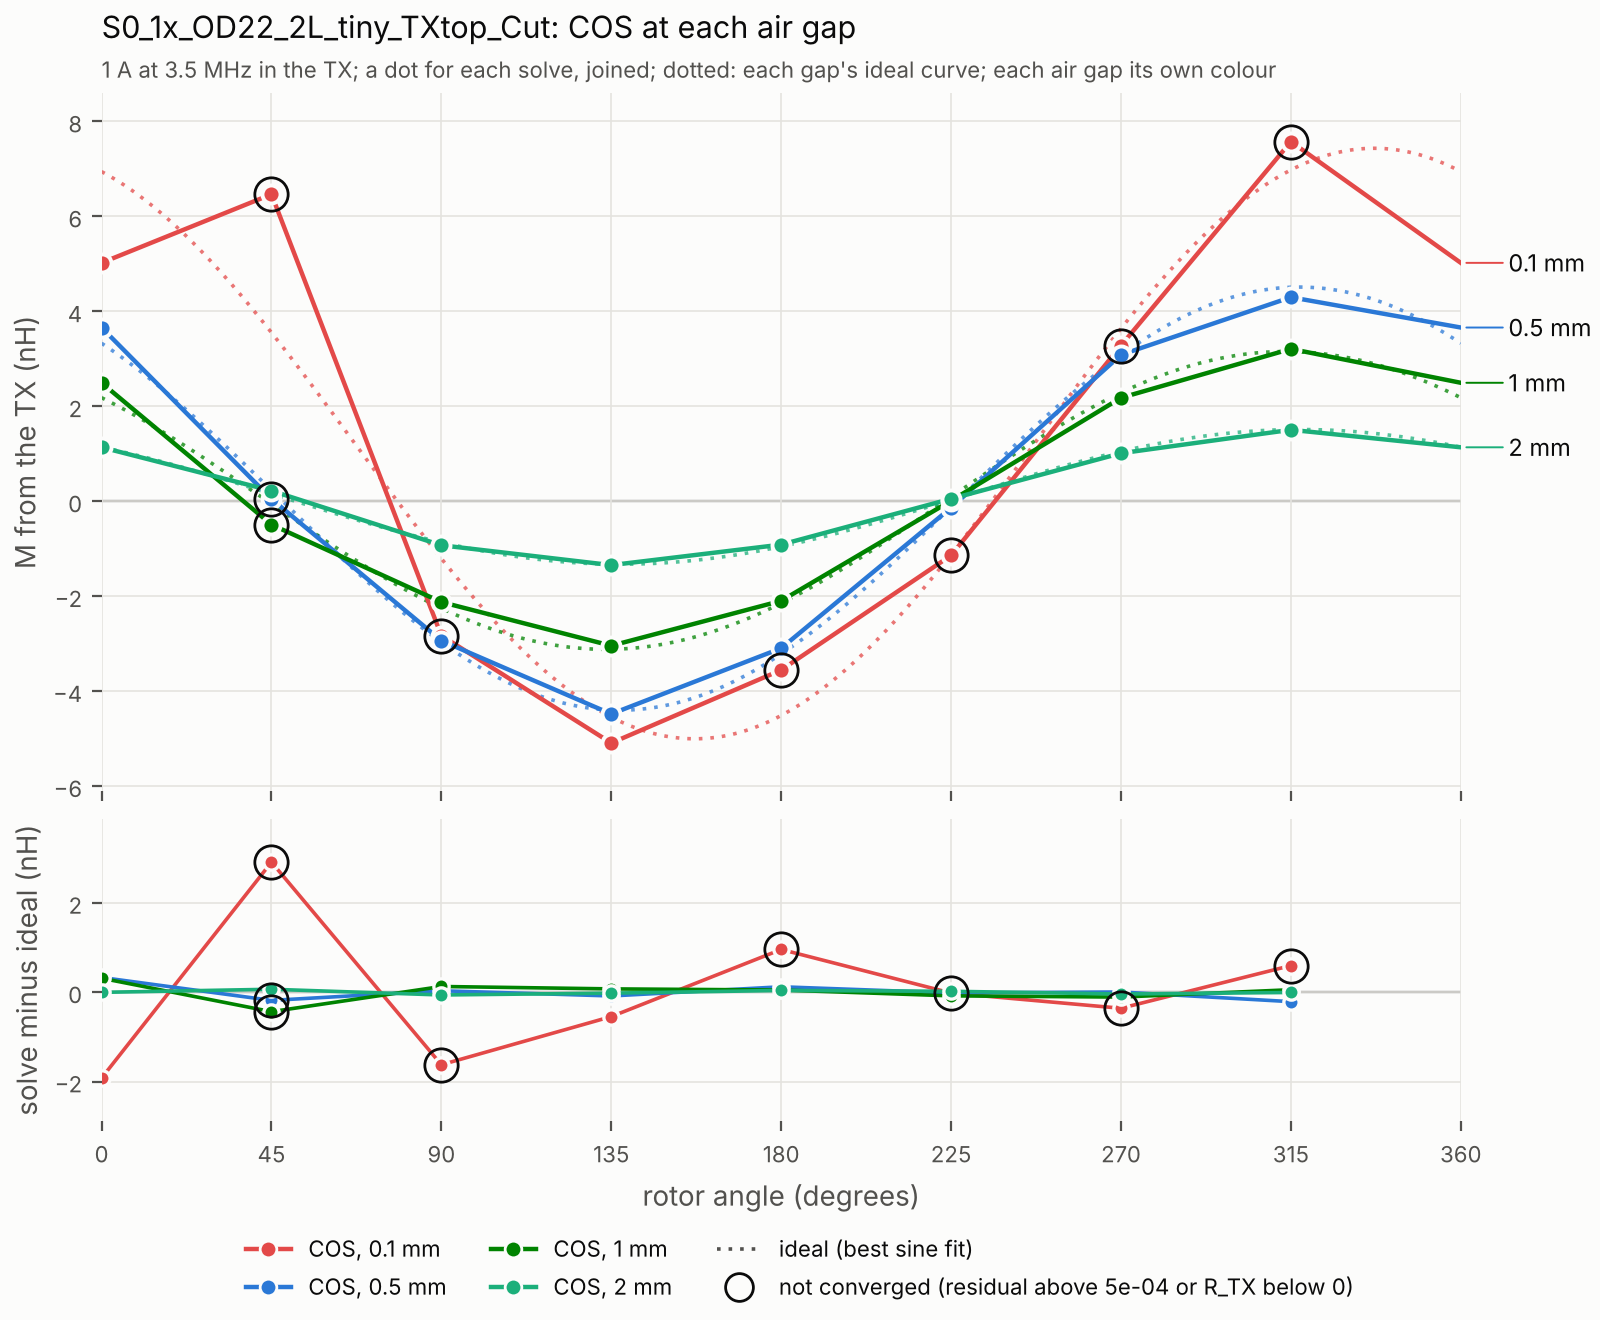 S0_1x_OD22_2L_tiny_TXtop_Cut: COS at each air gap
1 A at 3.5 MHz in the TX; a dot for each solve, joined; dotted: each gap's ideal curve; each air gap its own colour
M from the TX (nH)
8
6
4
2
0
−2
−4
−6
0.1 mm
0.5 mm
1 mm
2 mm
solve minus ideal (nH)
2
0
−2
0 45 90 135 180 225 270 315 360
rotor angle (degrees)
COS, 0.1 mm COS, 1 mm ideal (best sine fit)
COS, 0.5 mm COS, 2 mm not converged (residual above 5e-04 or R_TX below 0)